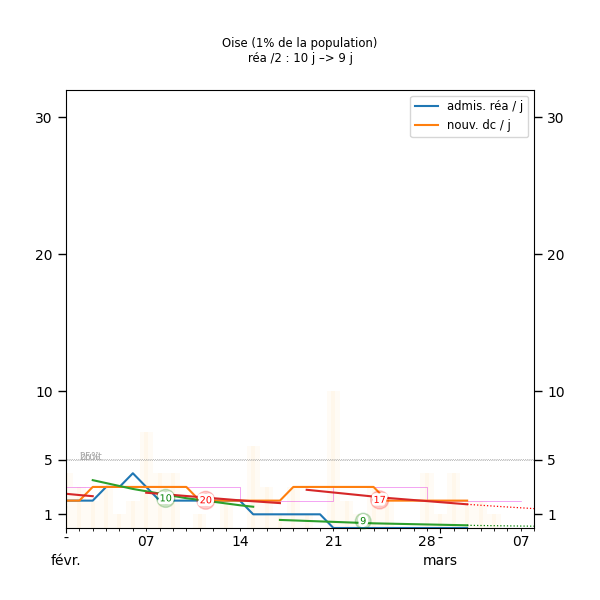 Oise (1% de la population)
réa /2 : 10 j –> 9 j
admis. réa / j
nouv. dc / j
30 30
20 20
10 10
5 5
1 1
10 20 17 9
- 07 14 21 28 - 07
févr. mars